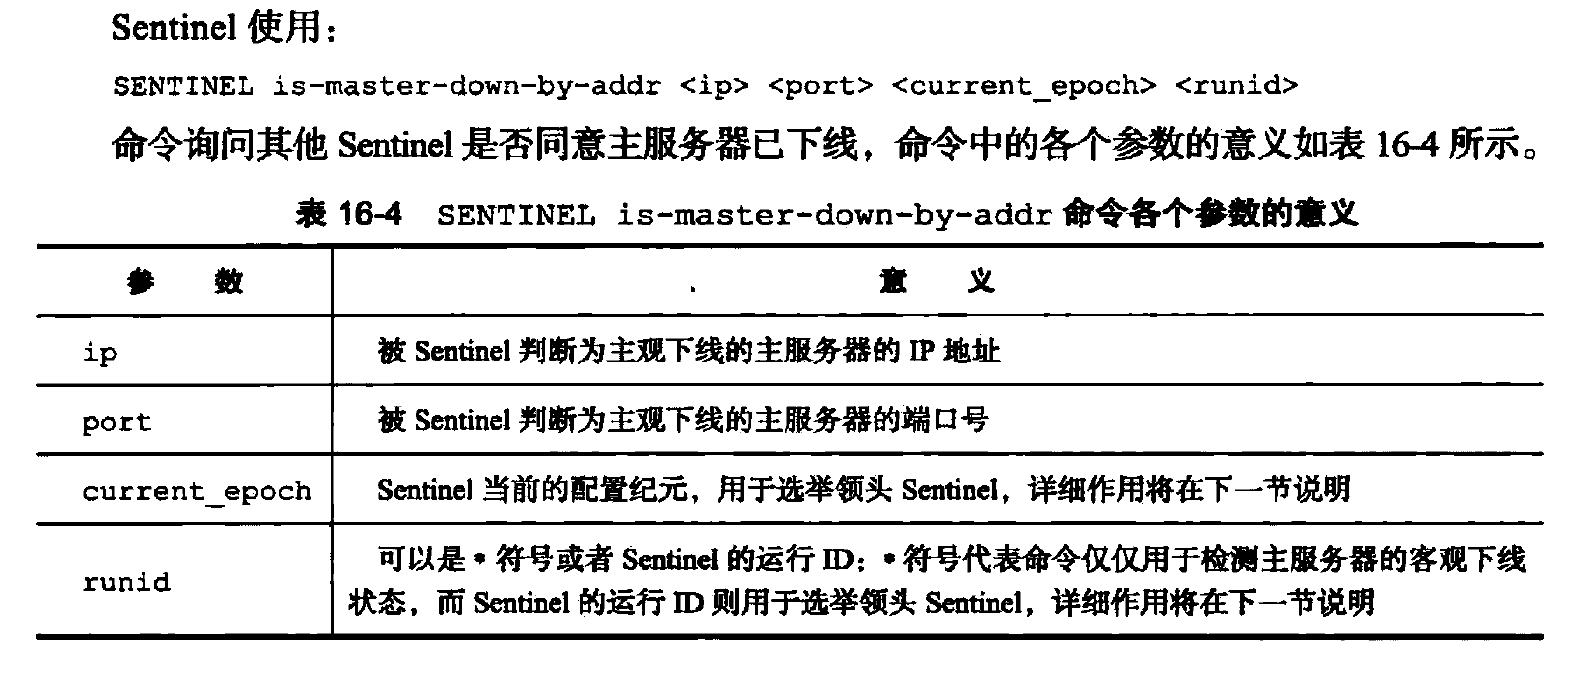 Sentinel 使用：
SENTINEL is-master-down-by-addr <ip> <port> <current_epoch> <runid>
命令询问其他 Sentinel 是否同意主服务器已下线，命令中的各个参数的意义如表 16-4 所示。
表 16-4 SENTINEL is-master-down-by-addr 命令各个参数的意义
参 数 意 义
ip 被 Sentinel 判断为主观下线的主服务器的 IP 地址
port 被 Sentinel 判断为主观下线的主服务器的端口号
current_epoch Sentinel 当前的配置纪元，用于选举领头 Sentinel，详细作用将在下一节说明
runid 可以是 * 符号或者 Sentinel 的运行 ID：* 符号代表命令仅仅用于检测主服务器的客观下线
状态，而 Sentinel 的运行 ID 则用于选举领头 Sentinel，详细作用将在下一节说明